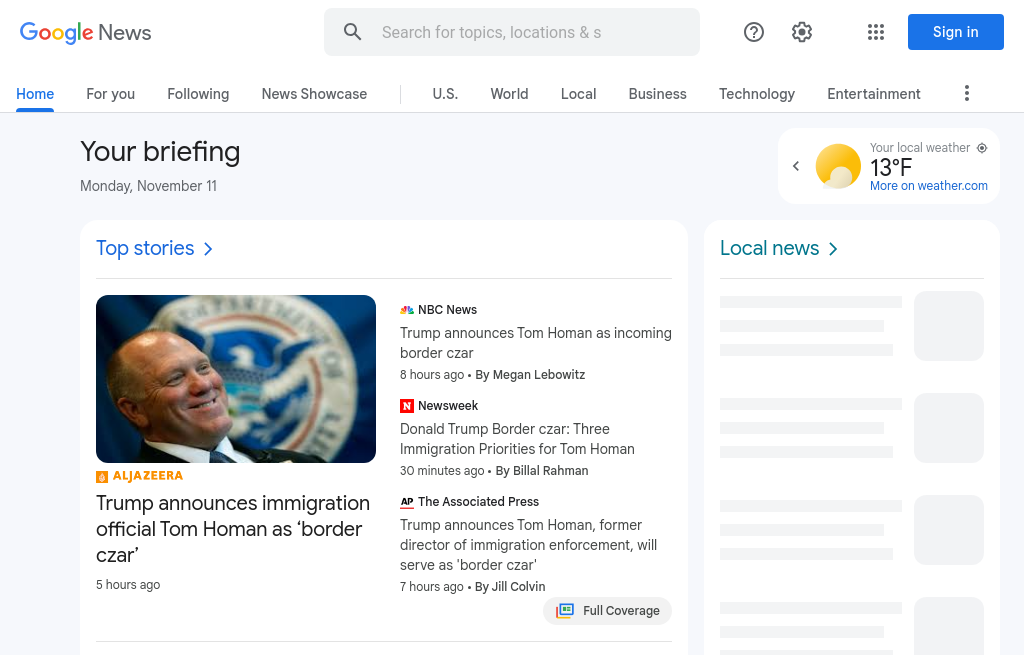 Google News
Search for topics, locations & s
Sign in
Home
For you
Following
News Showcase
U.S.
World
Local
Business
Technology
Entertainment
Your briefing
Monday, November 11
Your local weather
13°F
More on weather.com
Top stories
ALJAZEERA
Trump announces immigration
official Tom Homan as ‘border
czar’
5 hours ago
NBC News
Trump announces Tom Homan as incoming
border czar
8 hours ago • By Megan Lebowitz
Newsweek
Donald Trump Border czar: Three
Immigration Priorities for Tom Homan
30 minutes ago • By Billal Rahman
AP The Associated Press
Trump announces Tom Homan, former
director of immigration enforcement, will
serve as 'border czar'
7 hours ago • By Jill Colvin
Full Coverage
Local news